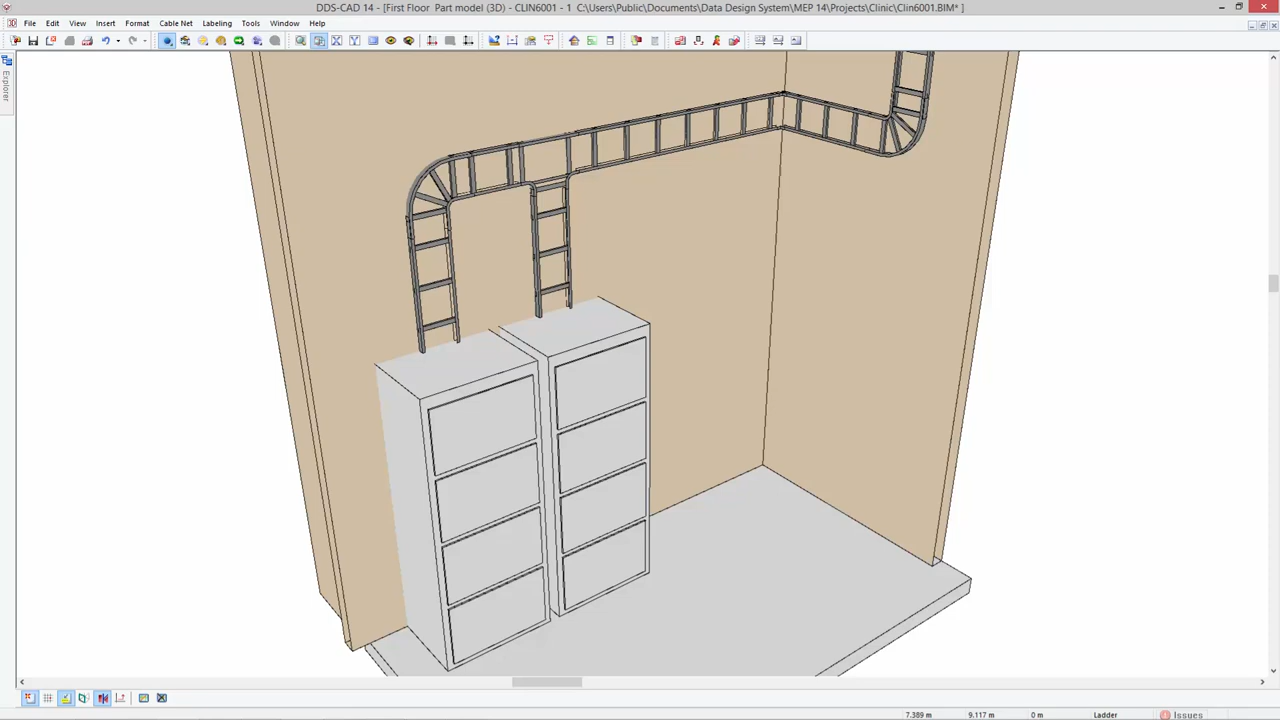 DDS-CAD 14 - [First Floor  Part model (3D) - CLIN6001 - 1  C:\Users\Public\Documents\Data Design System\MEP 14\Projects\Clinic\Clin6001.BIM* ]
File Edit View Insert Format Cable Net Labeling Tools Window Help
Explorer
7.389 m 9.117 m 0 m Ladder Issues